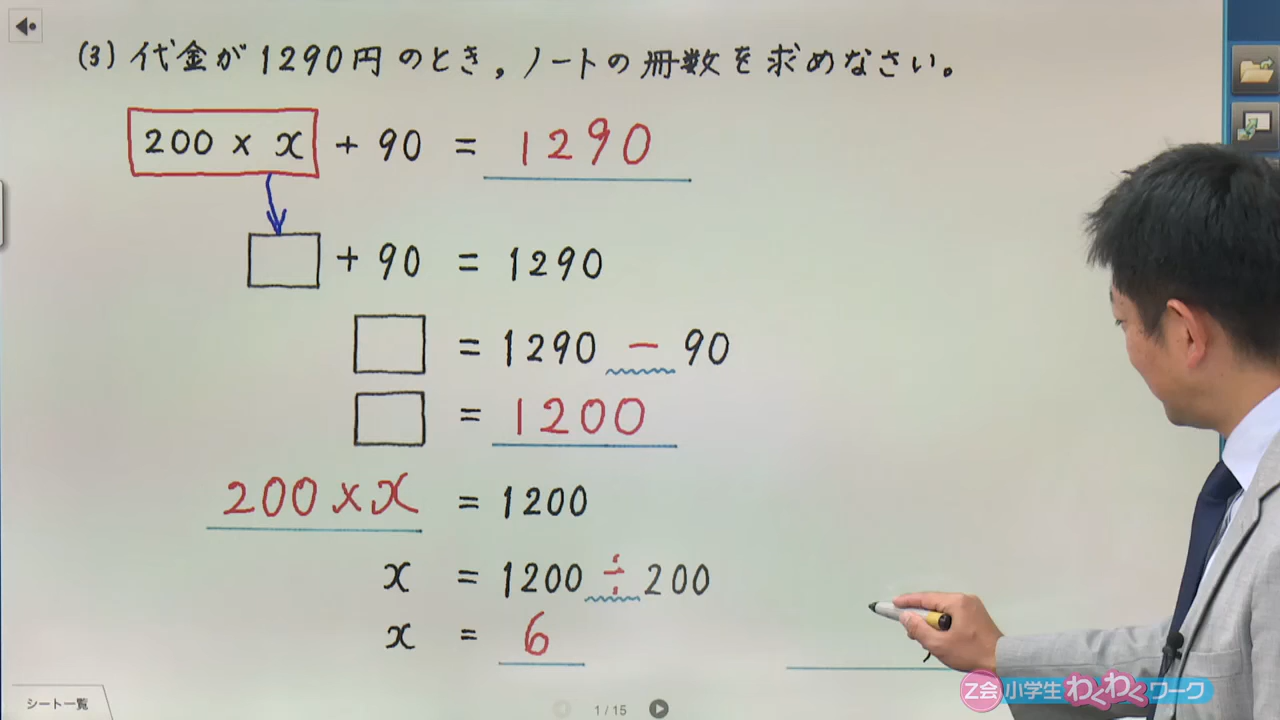 (3) 代金が1290円のとき,ノートの冊数を求めなさい。
200 × x + 90 = 1290
□ + 90 = 1290
□ = 1290 - 90
□ = 1200
200 × x = 1200
x = 1200 ÷ 200
x = 6
Z会 小学生 わくわく ワーク
シート一覧
1 / 15